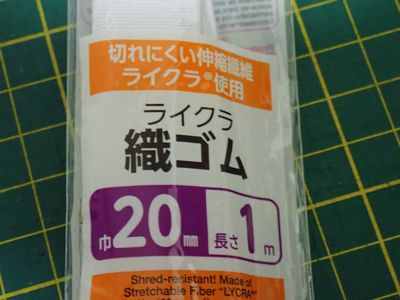 切れにくい伸縮繊維
ライクラ®使用
ライクラ
織ゴム
巾20mm 長さ1m
Shred-resistant! Made of
Stretchable Fiber "LYCRA®"